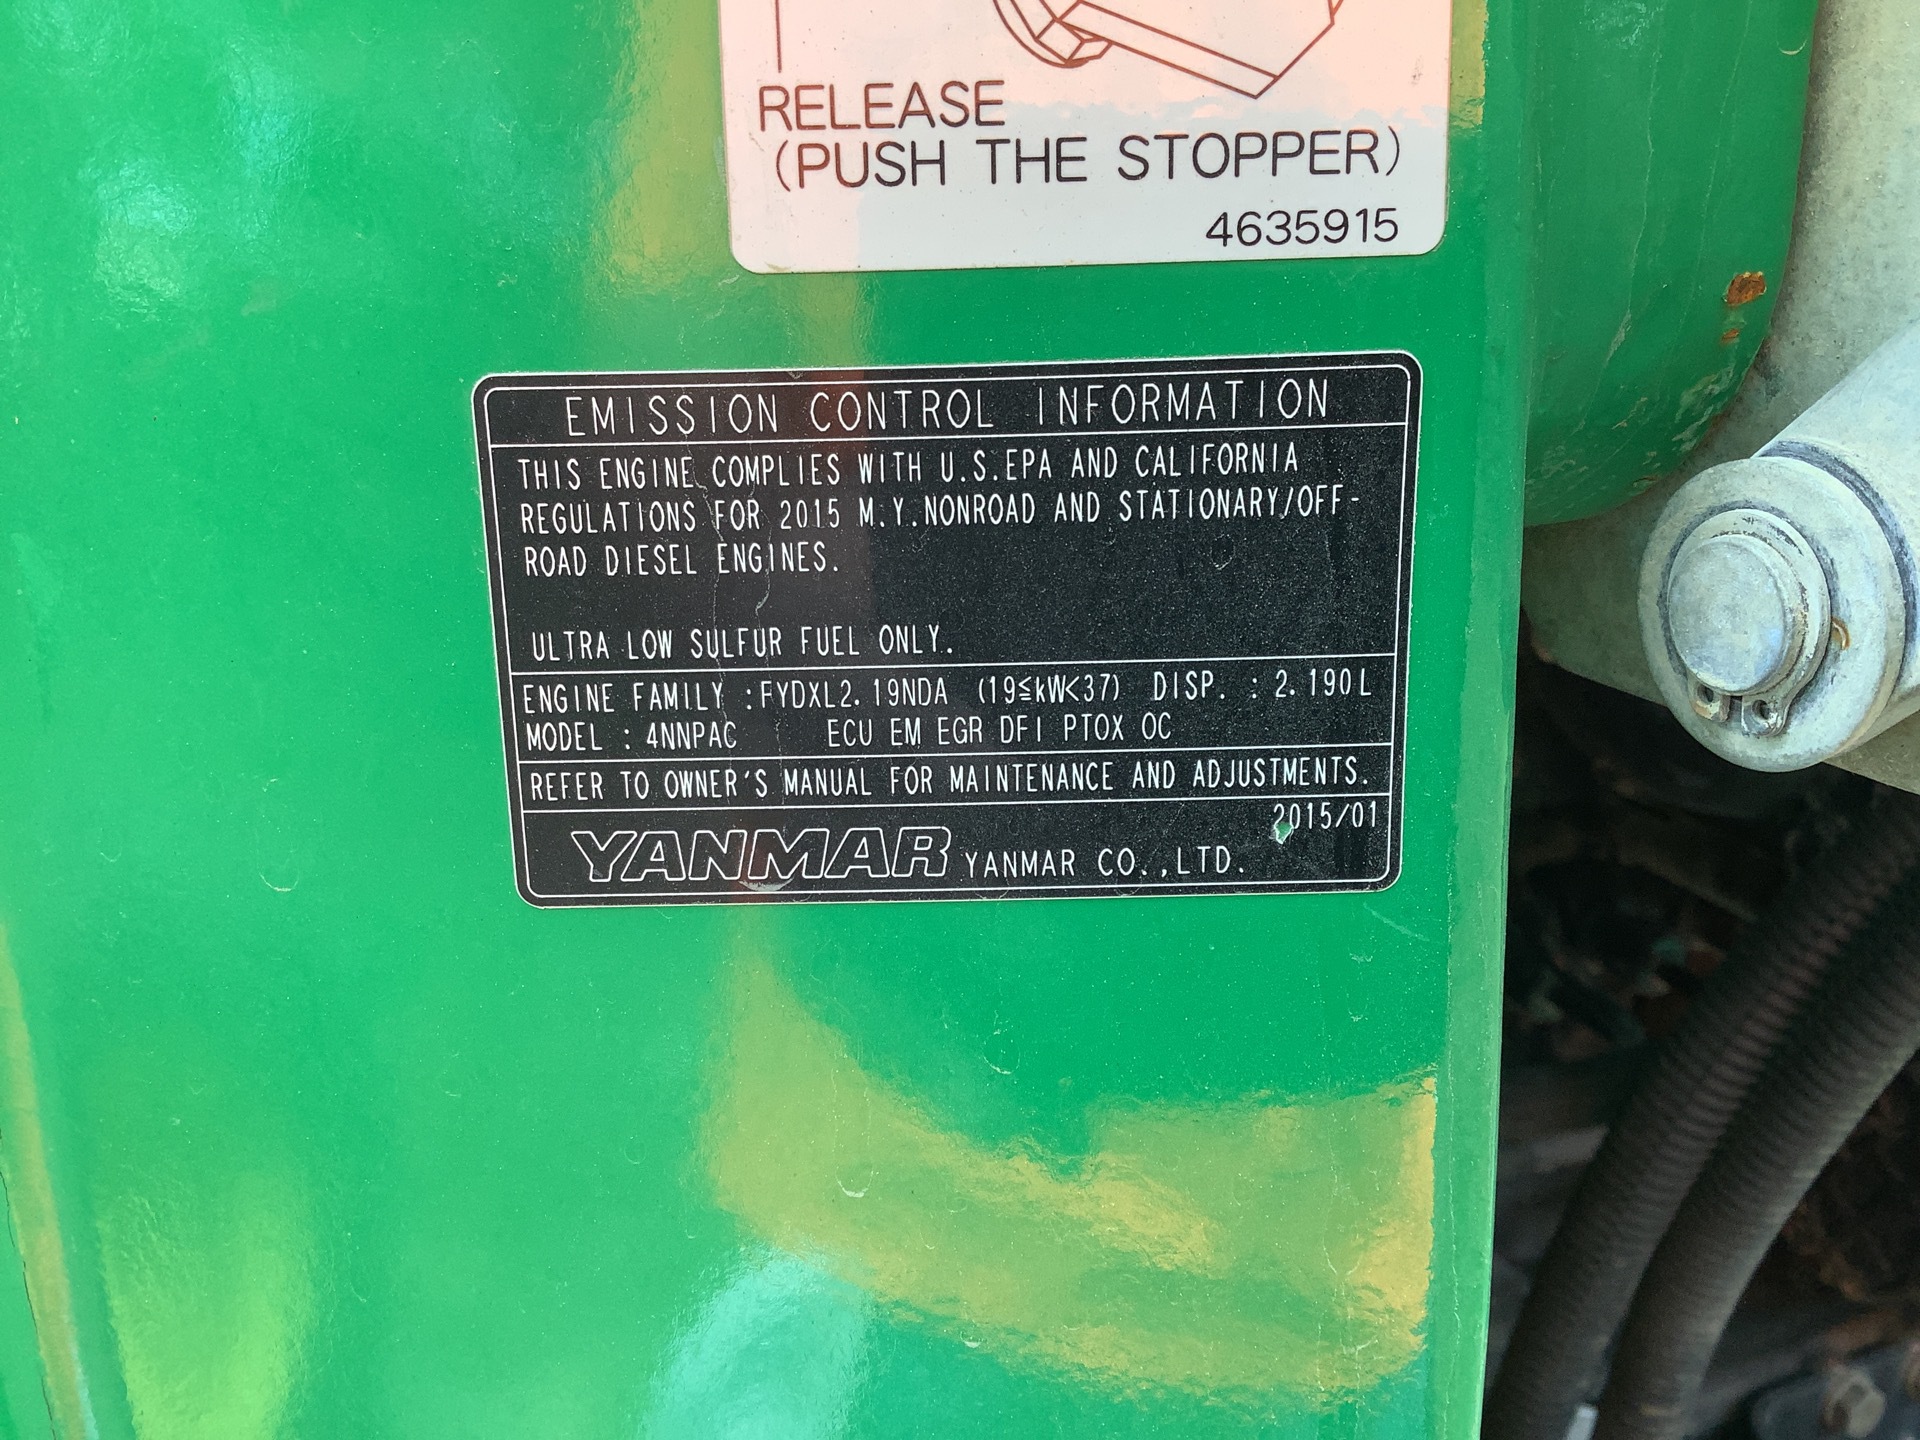 RELEASE
(PUSH THE STOPPER)
4635915
EMISSION CONTROL INFORMATION
THIS ENGINE COMPLIES WITH U.S.EPA AND CALIFORNIA
REGULATIONS FOR 2015 M.Y.NONROAD AND STATIONARY/OFF-
ROAD DIESEL ENGINES.
ULTRA LOW SULFUR FUEL ONLY.
ENGINE FAMILY :FYDXL2.19NDA (19≦kW<37) DISP. : 2.190L
MODEL : 4NNPAC ECU EM EGR DFI PTOX OC
REFER TO OWNER'S MANUAL FOR MAINTENANCE AND ADJUSTMENTS.
2015/01
YANMAR YANMAR CO.,LTD.